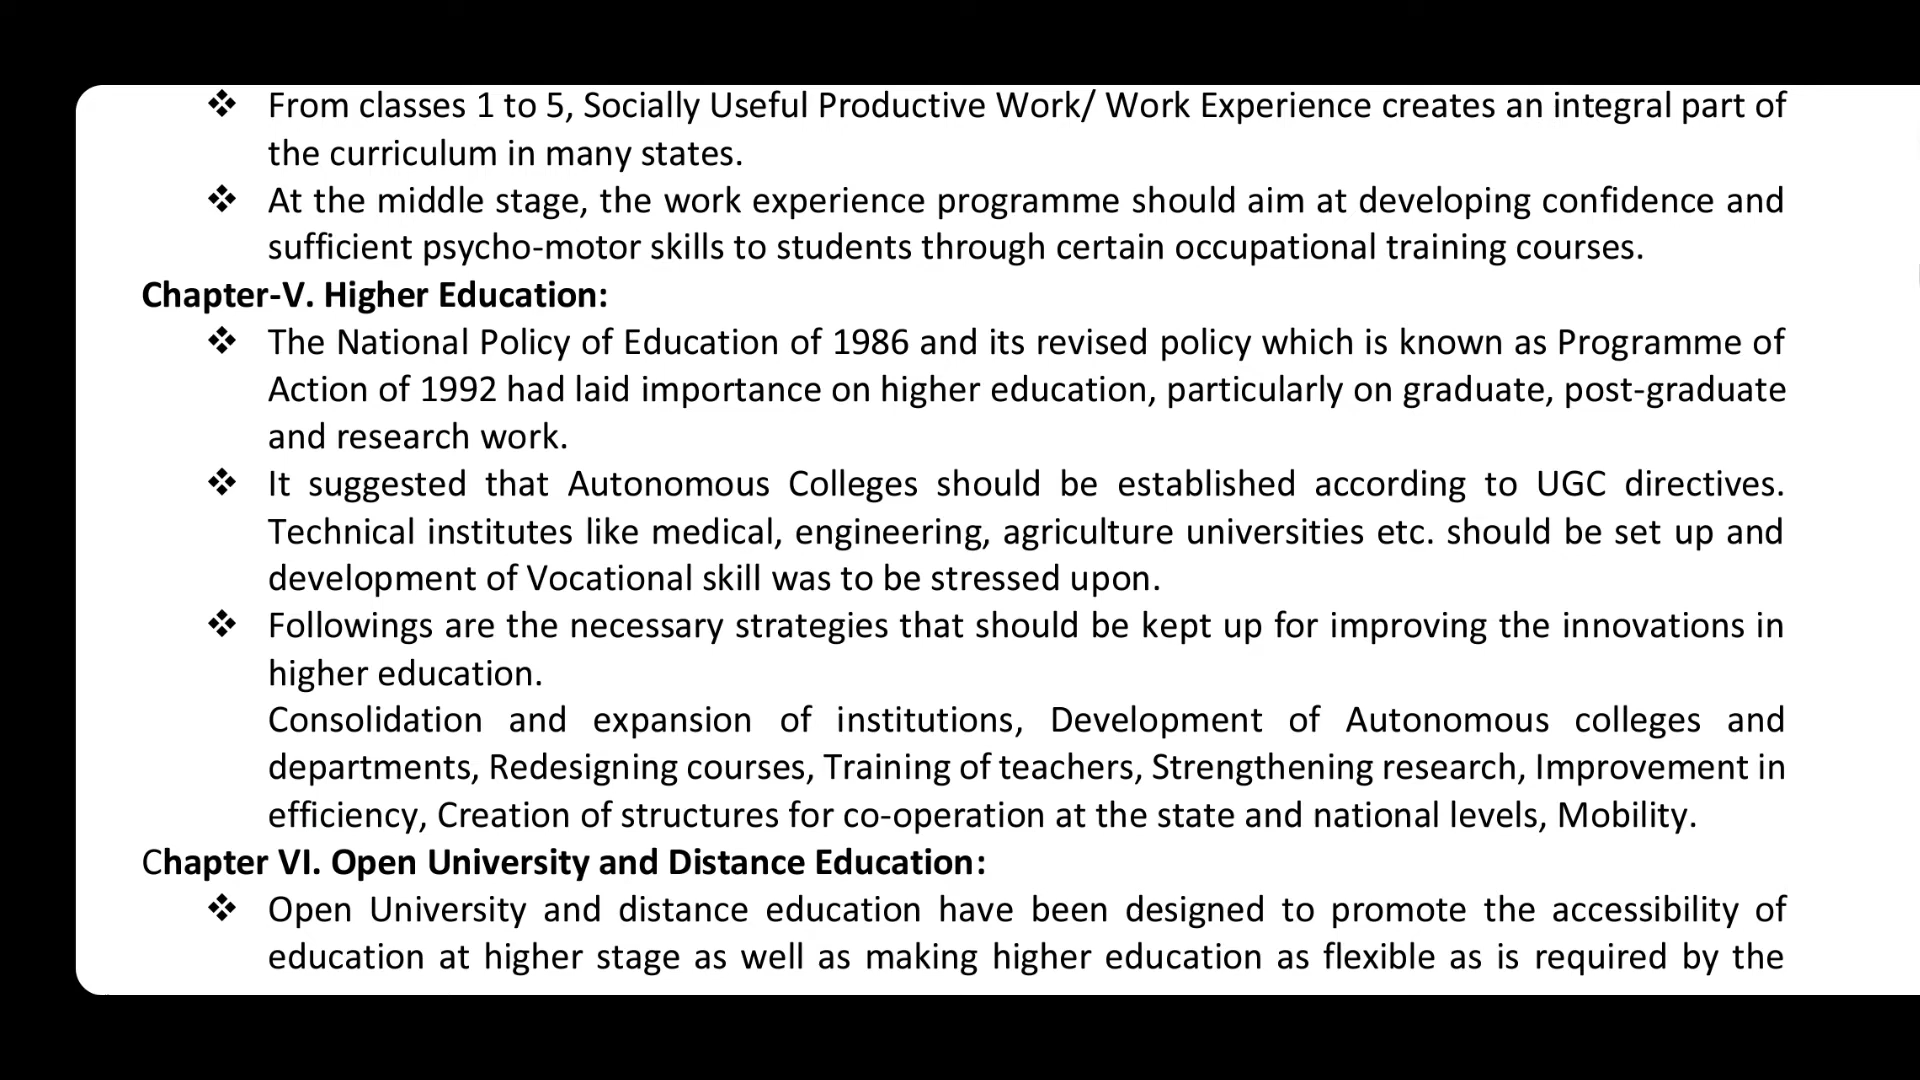 ❖ From classes 1 to 5, Socially Useful Productive Work/ Work Experience creates an integral part of
the curriculum in many states.
❖ At the middle stage, the work experience programme should aim at developing confidence and
sufficient psycho-motor skills to students through certain occupational training courses.
Chapter-V. Higher Education:
❖ The National Policy of Education of 1986 and its revised policy which is known as Programme of
Action of 1992 had laid importance on higher education, particularly on graduate, post-graduate
and research work.
❖ It suggested that Autonomous Colleges should be established according to UGC directives.
Technical institutes like medical, engineering, agriculture universities etc. should be set up and
development of Vocational skill was to be stressed upon.
❖ Followings are the necessary strategies that should be kept up for improving the innovations in
higher education.
Consolidation and expansion of institutions, Development of Autonomous colleges and
departments, Redesigning courses, Training of teachers, Strengthening research, Improvement in
efficiency, Creation of structures for co-operation at the state and national levels, Mobility.
Chapter VI. Open University and Distance Education:
❖ Open University and distance education have been designed to promote the accessibility of
education at higher stage as well as making higher education as flexible as is required by the